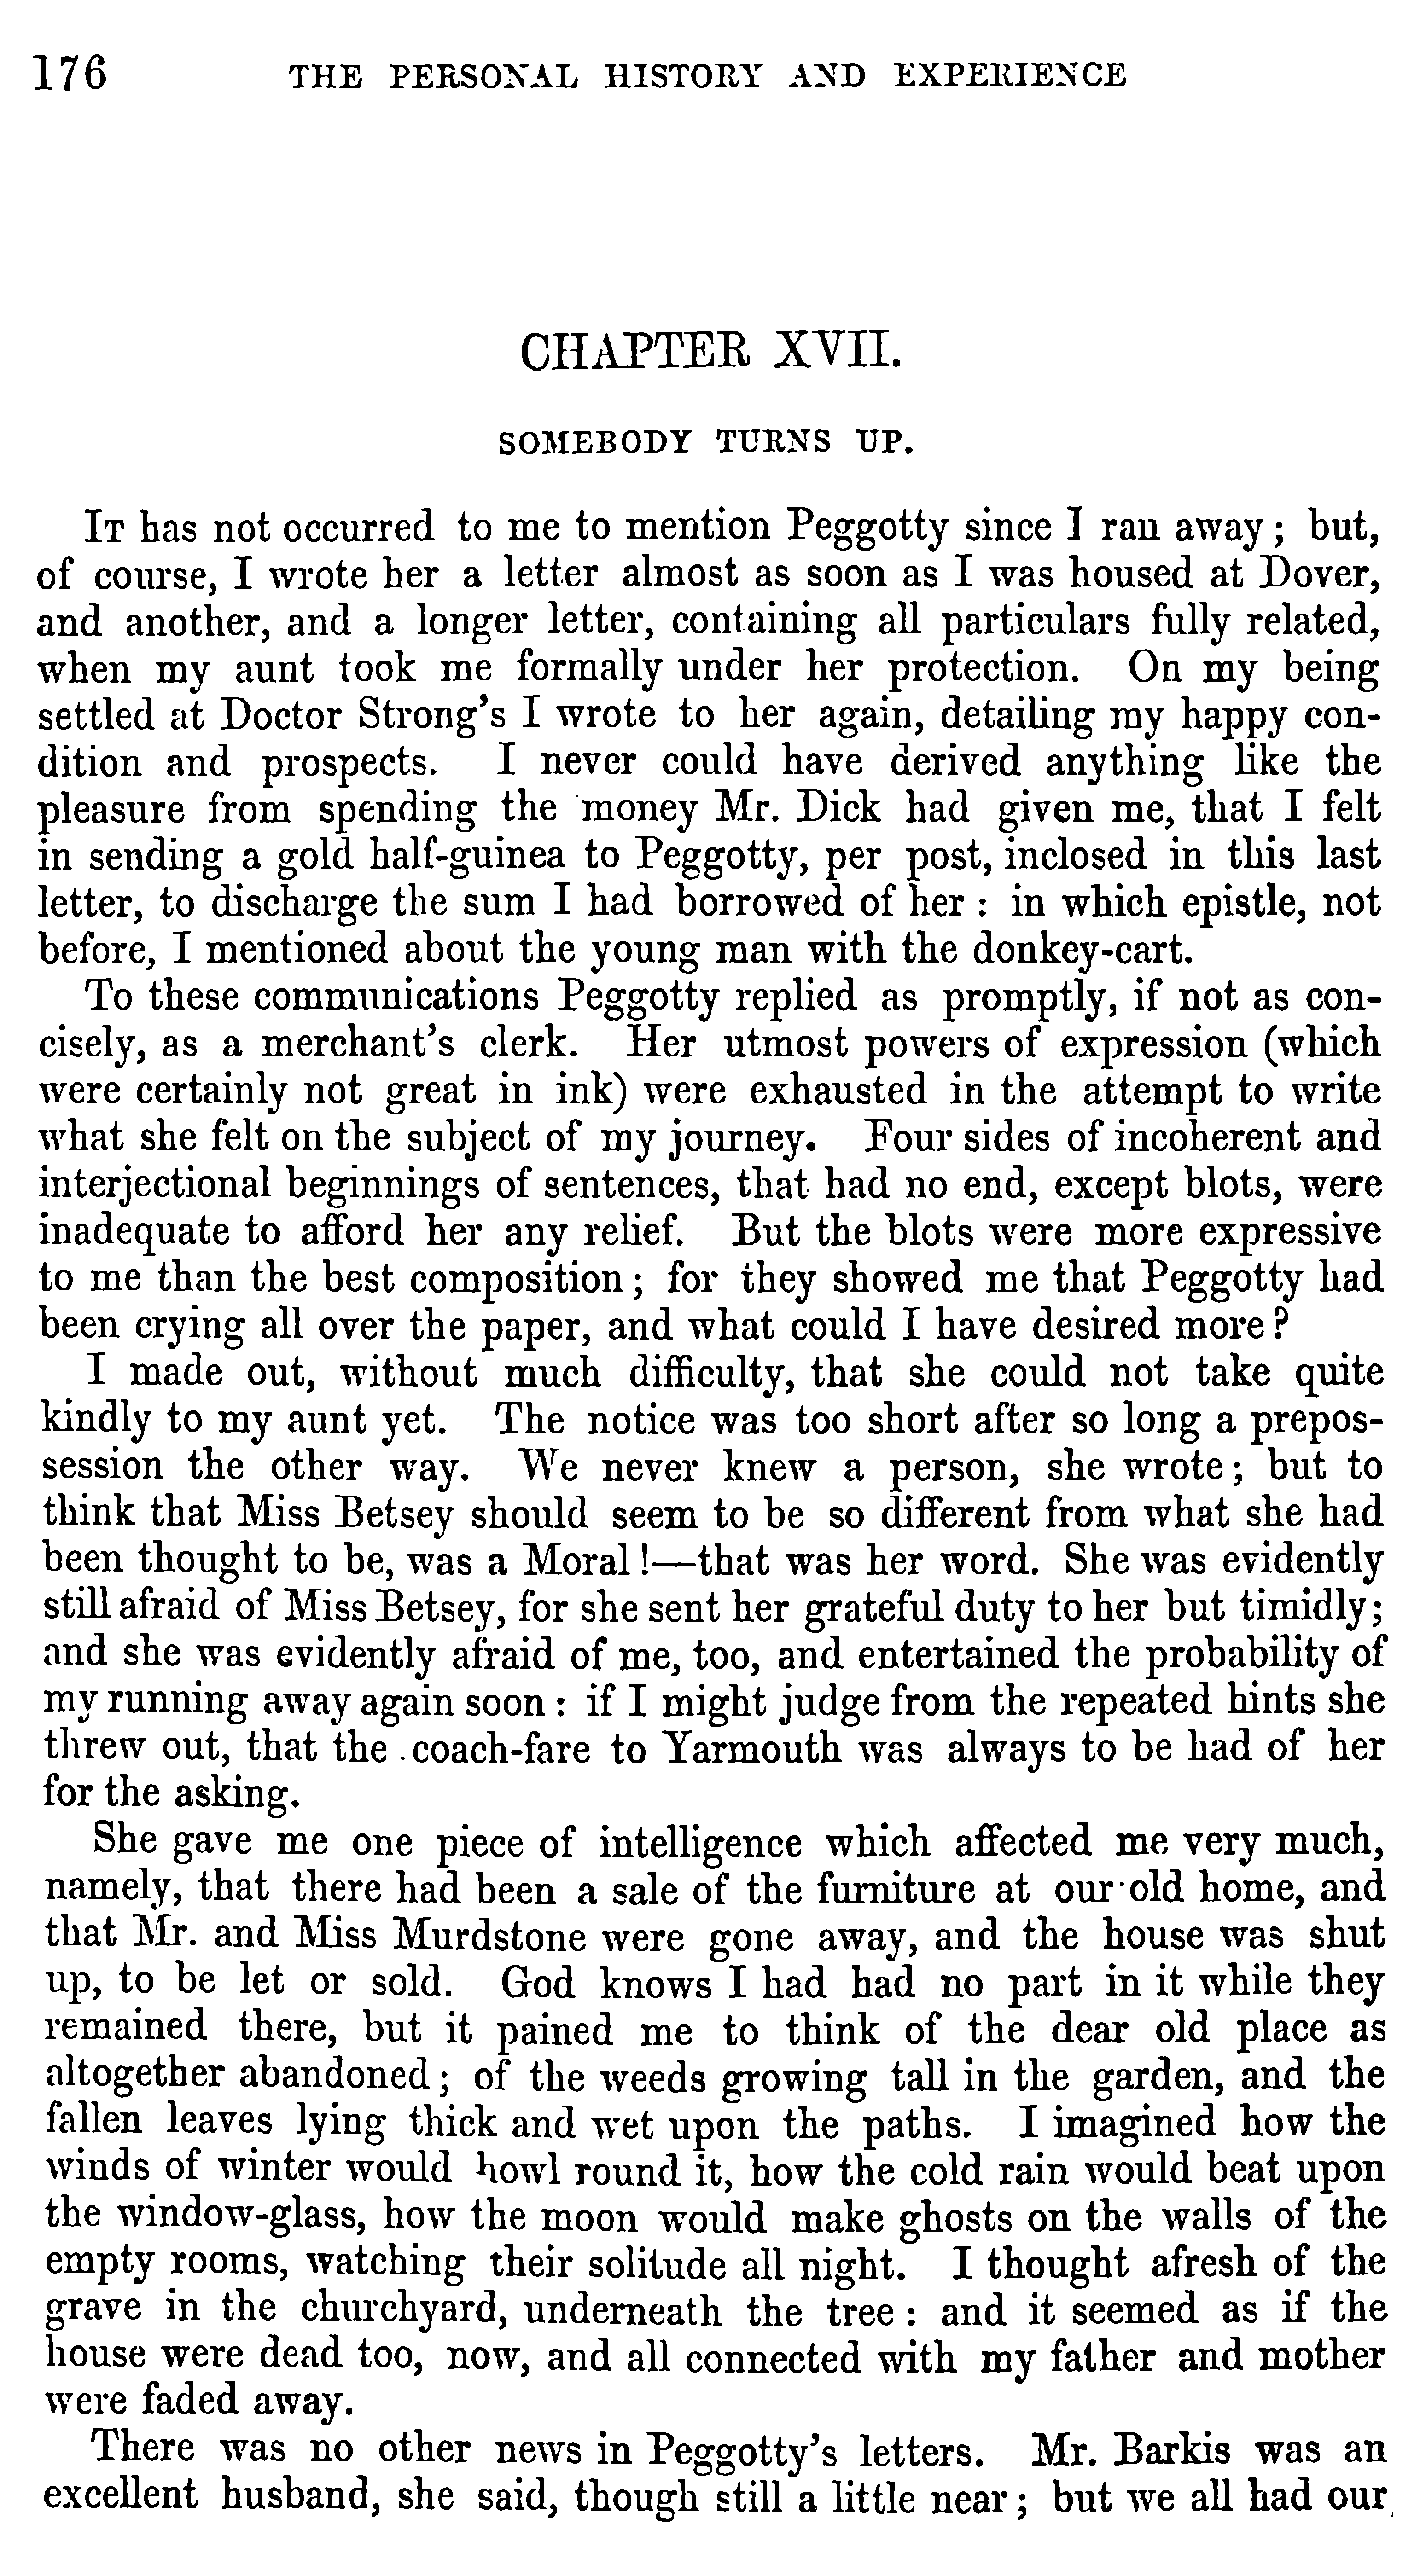 176 THE PERSONAL HISTORY AND EXPERIENCE
CHAPTER XVII.
SOMEBODY TURNS UP.
It has not occurred to me to mention Peggotty since I ran away; but,
of course, I wrote her a letter almost as soon as I was housed at Dover,
and another, and a longer letter, containing all particulars fully related,
when my aunt took me formally under her protection. On my being
settled at Doctor Strong's I wrote to her again, detailing my happy con-
dition and prospects. I never could have derived anything like the
pleasure from spending the money Mr. Dick had given me, that I felt
in sending a gold half-guinea to Peggotty, per post, inclosed in this last
letter, to discharge the sum I had borrowed of her: in which epistle, not
before, I mentioned about the young man with the donkey-cart.
To these communications Peggotty replied as promptly, if not as con-
cisely, as a merchant's clerk. Her utmost powers of expression (which
were certainly not great in ink) were exhausted in the attempt to write
what she felt on the subject of my journey. Four sides of incoherent and
interjectional beginnings of sentences, that had no end, except blots, were
inadequate to afford her any relief. But the blots were more expressive
to me than the best composition; for they showed me that Peggotty had
been crying all over the paper, and what could I have desired more?
I made out, without much difficulty, that she could not take quite
kindly to my aunt yet. The notice was too short after so long a prepos-
session the other way. We never knew a person, she wrote; but to
think that Miss Betsey should seem to be so different from what she had
been thought to be, was a Moral!—that was her word. She was evidently
still afraid of Miss Betsey, for she sent her grateful duty to her but timidly;
and she was evidently afraid of me, too, and entertained the probability of
my running away again soon: if I might judge from the repeated hints she
threw out, that the coach-fare to Yarmouth was always to be had of her
for the asking.
She gave me one piece of intelligence which affected me very much,
namely, that there had been a sale of the furniture at our old home, and
that Mr. and Miss Murdstone were gone away, and the house was shut
up, to be let or sold. God knows I had had no part in it while they
remained there, but it pained me to think of the dear old place as
altogether abandoned; of the weeds growing tall in the garden, and the
fallen leaves lying thick and wet upon the paths. I imagined how the
winds of winter would howl round it, how the cold rain would beat upon
the window-glass, how the moon would make ghosts on the walls of the
empty rooms, watching their solitude all night. I thought afresh of the
grave in the churchyard, underneath the tree: and it seemed as if the
house were dead too, now, and all connected with my father and mother
were faded away.
There was no other news in Peggotty's letters. Mr. Barkis was an
excellent husband, she said, though still a little near; but we all had our